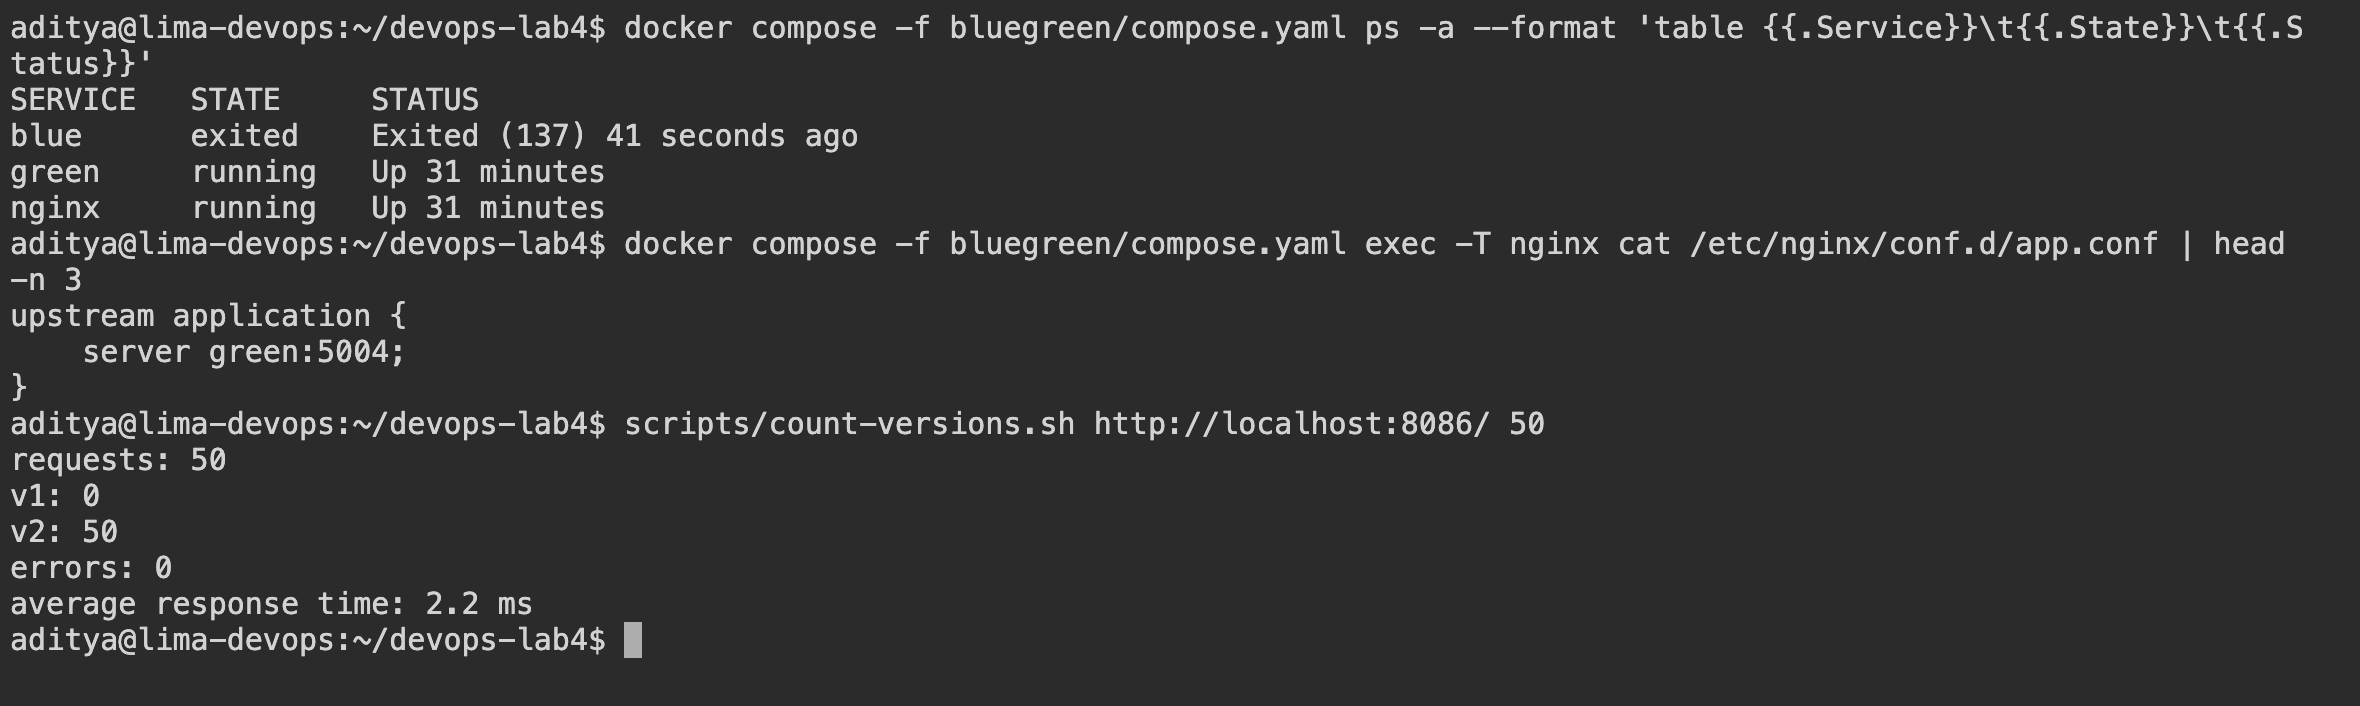 aditya@lima-devops:~/devops-lab4$ docker compose -f bluegreen/compose.yaml ps -a --format 'table {{.Service}}\t{{.State}}\t{{.S
tatus}}'
SERVICE   STATE     STATUS
blue      exited    Exited (137) 41 seconds ago
green     running   Up 31 minutes
nginx     running   Up 31 minutes
aditya@lima-devops:~/devops-lab4$ docker compose -f bluegreen/compose.yaml exec -T nginx cat /etc/nginx/conf.d/app.conf | head
-n 3
upstream application {
    server green:5004;
}
aditya@lima-devops:~/devops-lab4$ scripts/count-versions.sh http://localhost:8086/ 50
requests: 50
v1: 0
v2: 50
errors: 0
average response time: 2.2 ms
aditya@lima-devops:~/devops-lab4$